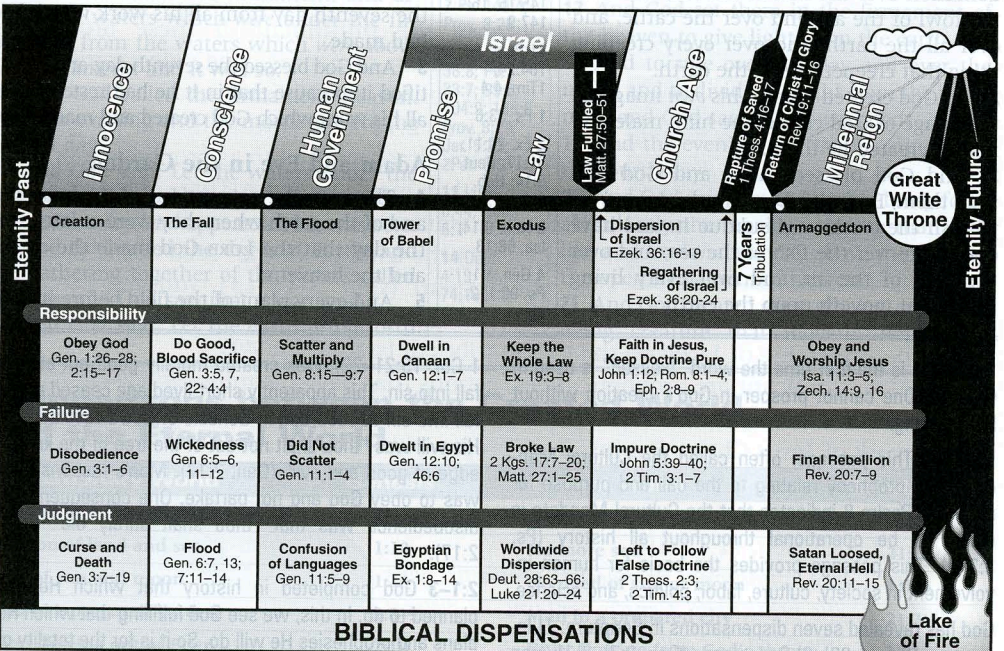 Israel
Innocence
Conscience
Human
Government
Promise
Law
Law Fulfilled
Matt. 27:50–51
Church Age
Rapture of Saved
1 Thess. 4:16–17
Return of Christ in Glory
Rev. 19:11–16
Millennial
Reign
Great
White
Throne
Eternity Past
Eternity Future
Creation
The Fall
The Flood
Tower
of Babel
Exodus
Dispersion
of Israel
Ezek. 36:16-19
Regathering
of Israel
Ezek. 36:20-24
7 Years
Tribulation
Armaggeddon
Responsibility
Obey God
Gen. 1:26–28;
2:15–17
Do Good,
Blood Sacrifice
Gen. 3:5, 7,
22; 4:4
Scatter and
Multiply
Gen. 8:15—9:7
Dwell in
Canaan
Gen. 12:1–7
Keep the
Whole Law
Ex. 19:3–8
Faith in Jesus,
Keep Doctrine Pure
John 1:12; Rom. 8:1–4;
Eph. 2:8–9
Obey and
Worship Jesus
Isa. 11:3–5;
Zech. 14:9, 16
Failure
Disobedience
Gen. 3:1–6
Wickedness
Gen 6:5–6,
11–12
Did Not
Scatter
Gen. 11:1–4
Dwelt in Egypt
Gen. 12:10;
46:6
Broke Law
2 Kgs. 17:7–20;
Matt. 27:1–25
Impure Doctrine
John 5:39–40;
2 Tim. 3:1–7
Final Rebellion
Rev. 20:7–9
Judgment
Curse and
Death
Gen. 3:7–19
Flood
Gen. 6:7, 13;
7:11–14
Confusion
of Languages
Gen. 11:5–9
Egyptian
Bondage
Ex. 1:8–14
Worldwide
Dispersion
Deut. 28:63–66;
Luke 21:20–24
Left to Follow
False Doctrine
2 Thess. 2:3;
2 Tim. 4:3
Satan Loosed,
Eternal Hell
Rev. 20:11–15
Lake
of Fire
BIBLICAL DISPENSATIONS